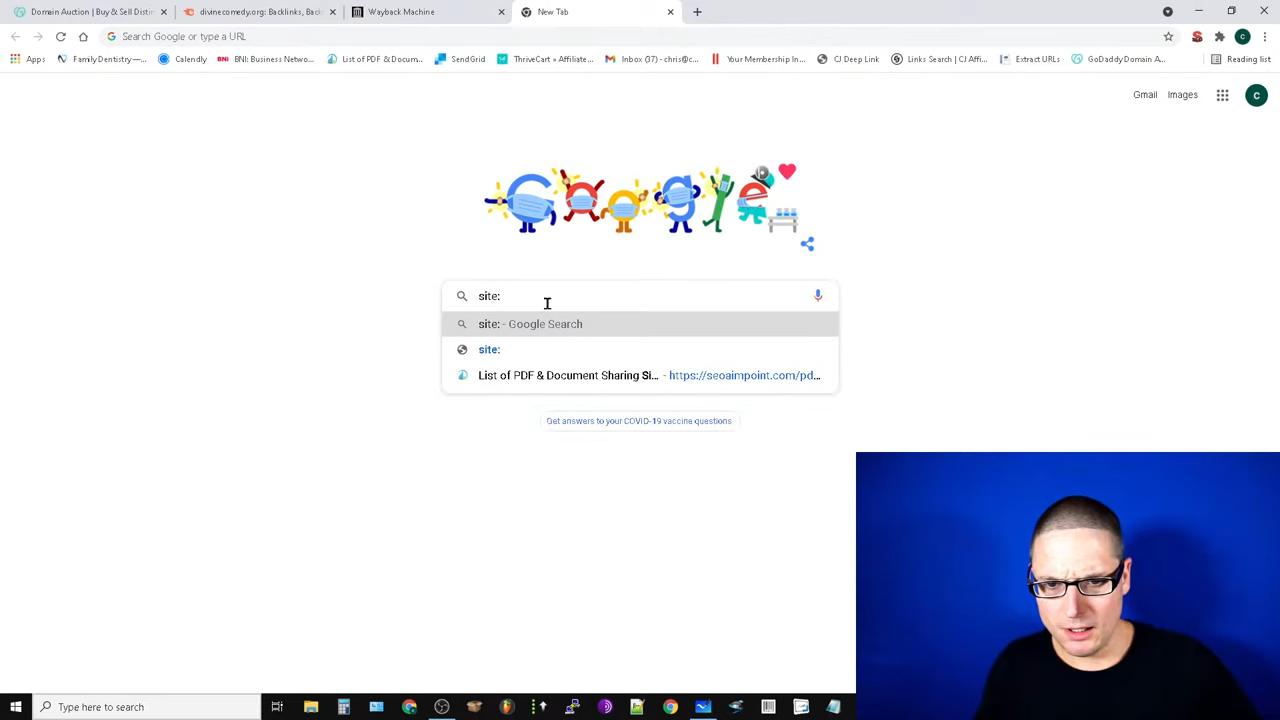 Domain Auction | Buy & Sell Distin
divinecomedy.org: Backlinks, Back
Wayback Machine
New Tab
Search Google or type a URL
Apps
Family Dentistry —...
Calendly
BNI: Business Netwo...
List of PDF & Docum...
SendGrid
ThriveCart » Affiliate...
Inbox (37) - chris@c...
Your Membership In...
CJ Deep Link
Links Search | CJ Affi...
Extract URLs
GoDaddy Domain A...
Reading list
Gmail
Images
C
Google
site:
site: - Google Search
site:
List of PDF & Document Sharing Si... - https://seoaimpoint.com/pd...
Get answers to your COVID-19 vaccine questions
Type here to search